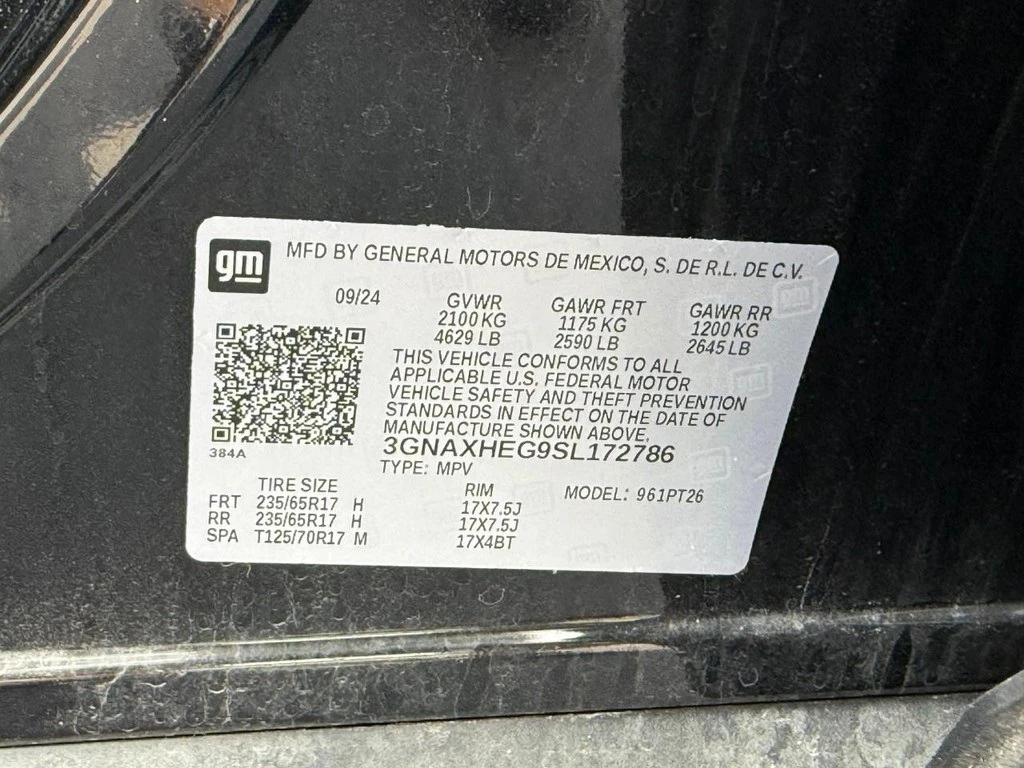 gm
MFD BY GENERAL MOTORS DE MEXICO, S. DE R.L. DE C.V.
09/24 GVWR GAWR FRT GAWR RR
2100 KG 1175 KG 1200 KG
4629 LB 2590 LB 2645 LB
THIS VEHICLE CONFORMS TO ALL
APPLICABLE U.S. FEDERAL MOTOR
VEHICLE SAFETY AND THEFT PREVENTION
STANDARDS IN EFFECT ON THE DATE OF
MANUFACTURE SHOWN ABOVE.
384A
3GNAXHEG9SL172786
TYPE: MPV
TIRE SIZE RIM MODEL: 961PT26
FRT 235/65R17 H 17X7.5J
RR 235/65R17 H 17X7.5J
SPA T125/70R17 M 17X4BT